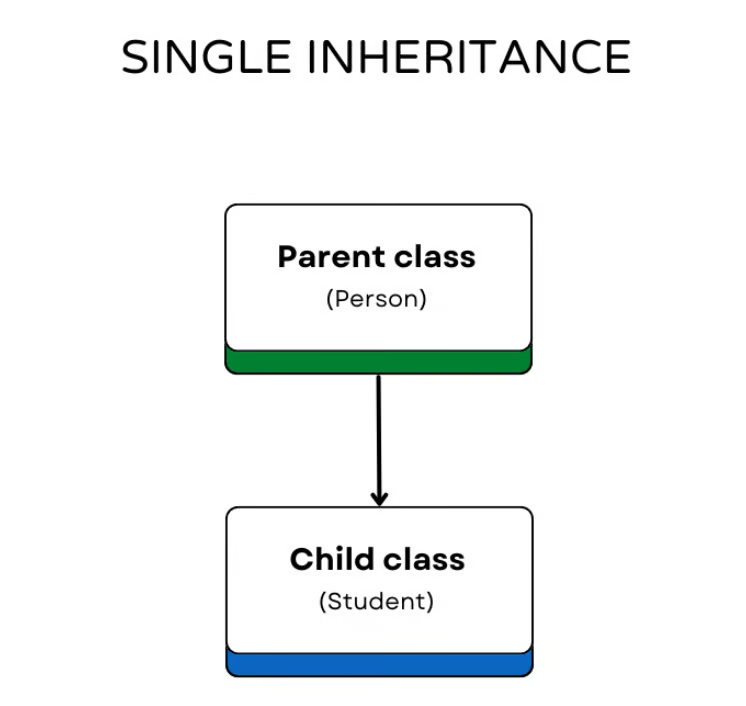 SINGLE INHERITANCE
Parent class
(Person)
Child class
(Student)